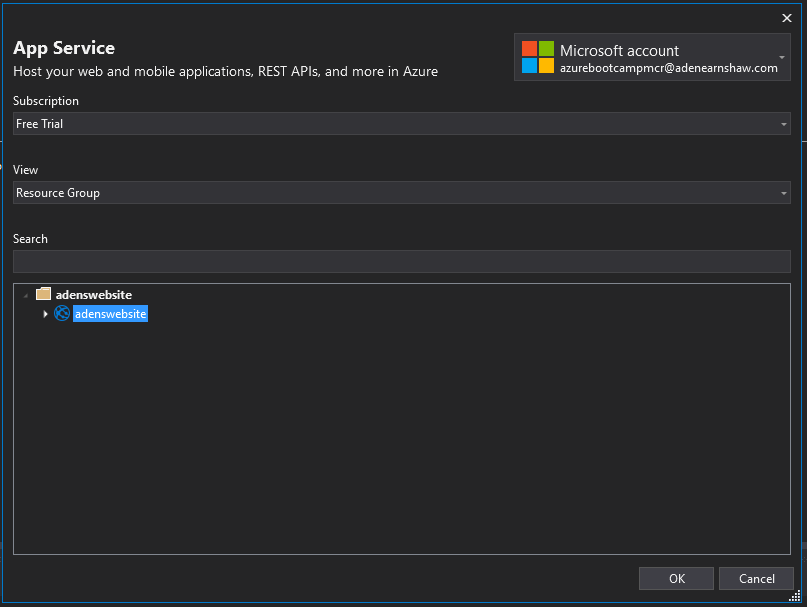 App Service
Host your web and mobile applications, REST APIs, and more in Azure
Microsoft account
azurebootcampmcr@adenearnshaw.com
Subscription
Free Trial
View
Resource Group
Search
adenswebsite
adenswebsite
OK
Cancel